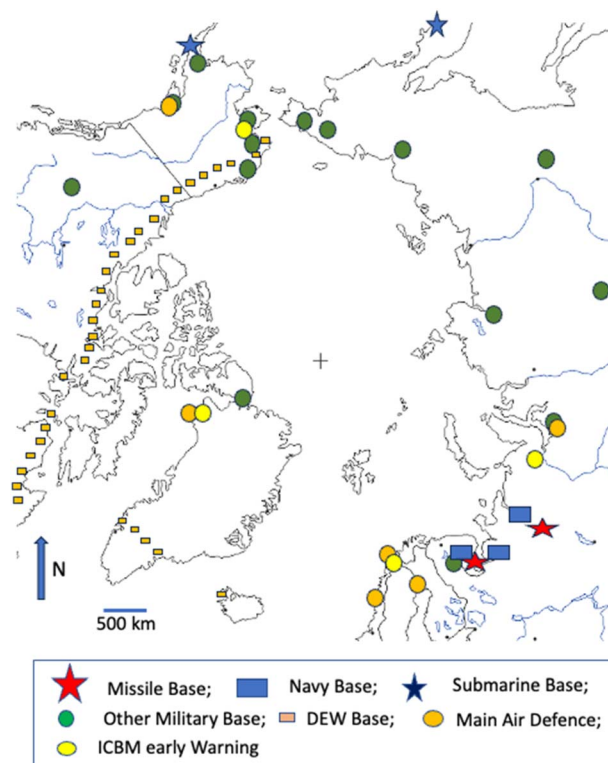 N
500 km
Missile Base; Navy Base; Submarine Base;
Other Military Base; DEW Base; Main Air Defence;
ICBM early Warning